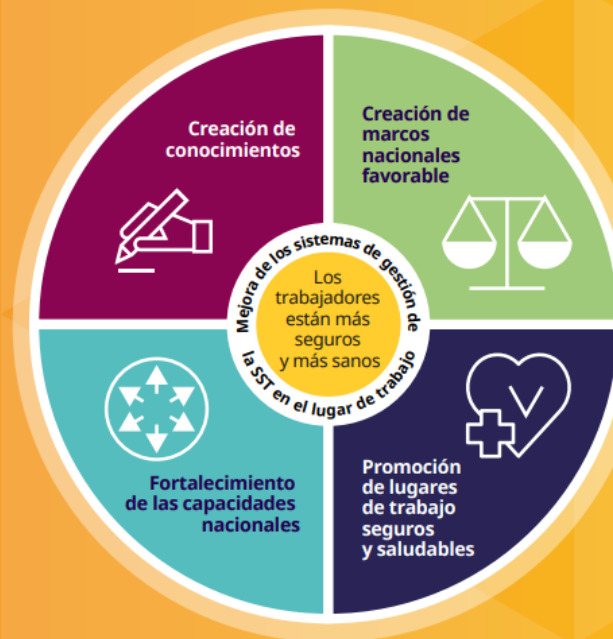 Creación de
conocimientos
Creación de
marcos
nacionales
favorable
Mejora de los sistemas de gestión de
la SST en el lugar de trabajo
Los
trabajadores
están más
seguros
y más sanos
Fortalecimiento
de las capacidades
nacionales
Promoción
de lugares
de trabajo
seguros
y saludables